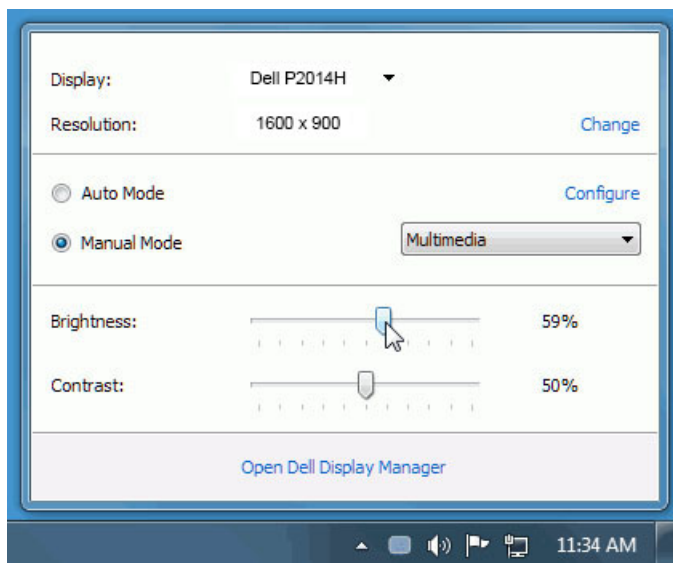 Display: Dell P2014H
Resolution: 1600 x 900 Change
Auto Mode Configure
Manual Mode Multimedia
Brightness: 59%
Contrast: 50%
Open Dell Display Manager
11:34 AM